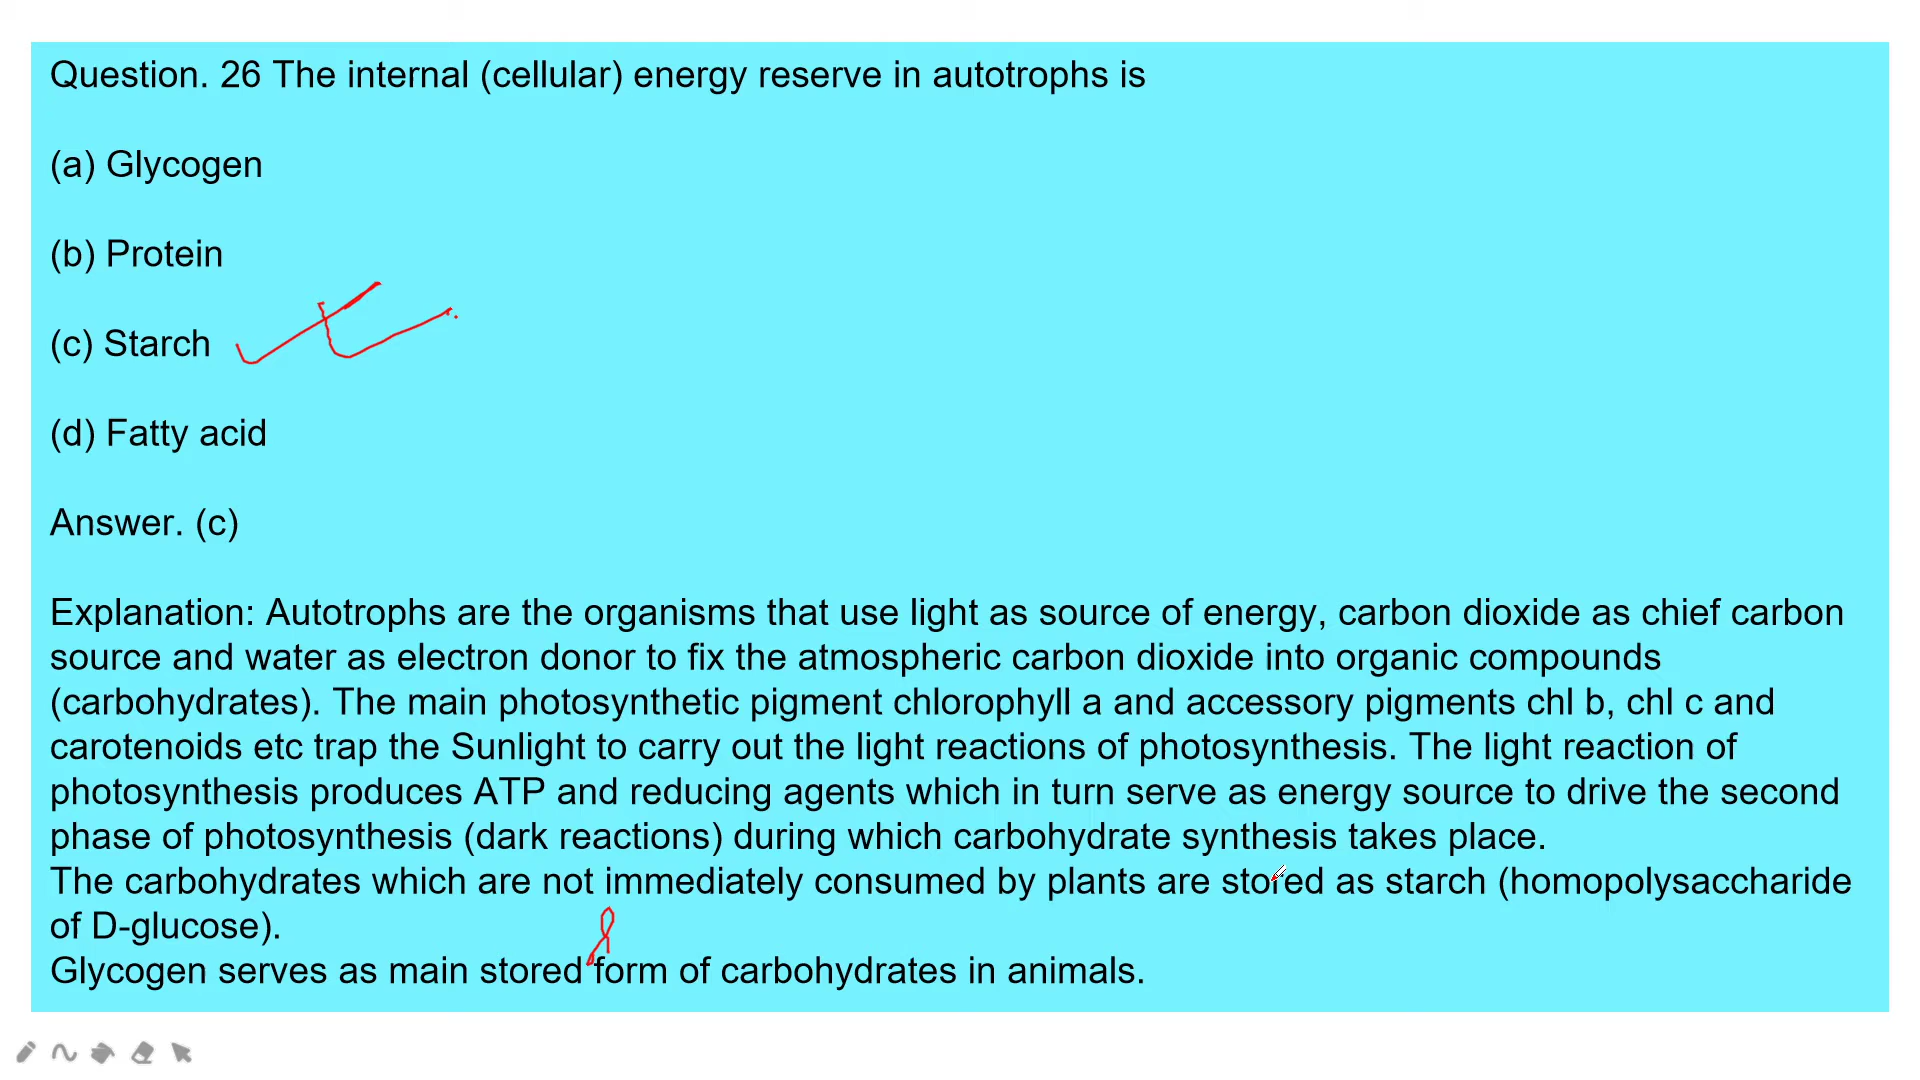 Question. 26 The internal (cellular) energy reserve in autotrophs is
(a) Glycogen
(b) Protein
(c) Starch
(d) Fatty acid
Answer. (c)
Explanation: Autotrophs are the organisms that use light as source of energy, carbon dioxide as chief carbon
source and water as electron donor to fix the atmospheric carbon dioxide into organic compounds
(carbohydrates). The main photosynthetic pigment chlorophyll a and accessory pigments chl b, chl c and
carotenoids etc trap the Sunlight to carry out the light reactions of photosynthesis. The light reaction of
photosynthesis produces ATP and reducing agents which in turn serve as energy source to drive the second
phase of photosynthesis (dark reactions) during which carbohydrate synthesis takes place.
The carbohydrates which are not immediately consumed by plants are stored as starch (homopolysaccharide
of D-glucose).
Glycogen serves as main stored form of carbohydrates in animals.